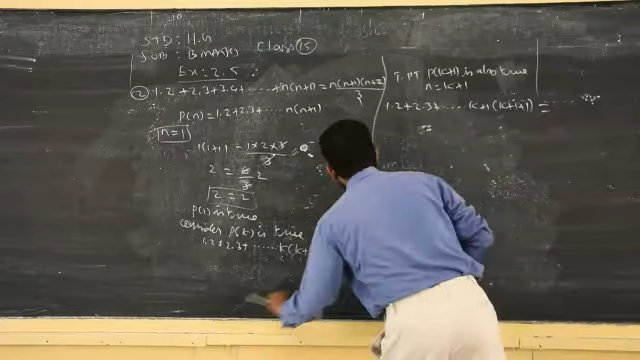 STD: 11.G
SUB: B.MATHS Class 15
Ex: 2.5
② 1.2+2.3+3.4+ ..... +n(n+1) = n(n+1)(n+2)/3
P(n)=1.2+2.3+ ..... n(n+1)
n=1
1(1+1) = 1×2×3/3
2 = 6/3 2
2 = 2
P(1) is true
consider P(k) is true
1.2+2.3+ ...... k(k+
T.PT P(k+1) is also true
n=k+1
1.2+2.3+ ..... k+1(k+1+1) =
=